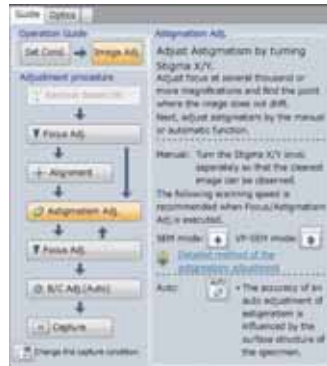 Guide Optics
Operation Guide
Set Cond. Image Adj.
Adjustment procedure
Focus Adj.
Alignment
Astigmatism Adj.
Focus Adj.
B/C Adj.(Auto)
Capture
Change the capture condition.
Astigmatism Adj.
Adjust Astigmatism by turning
Stigma X/Y.
Adjust focus at several thousand or
more magnifications and find the point
where the image does not drift.
Next, adjust astigmatism by the manual
or automatic function.
Manual: Turn the Stigma X/Y knob
separately so that the clearest
image can be observed.
The following scanning speed is
recommended when Focus/Astigmatism
Adj. is executed.
SEM mode: VP-SEM mode:
Detailed method of the
astigmatism adjustment
Auto: • The accuracy of an
auto adjustment of
astigmatism is
influenced by the
surface structure of
the specimen.